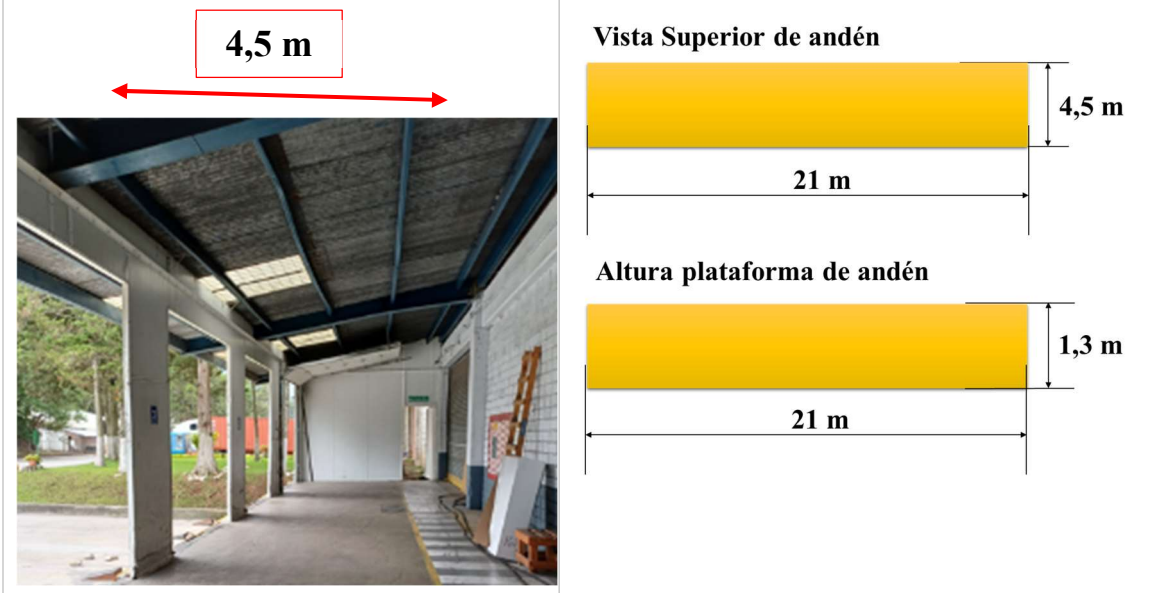 4,5 m
Vista Superior de andén
4,5 m
21 m
Altura plataforma de andén
1,3 m
21 m